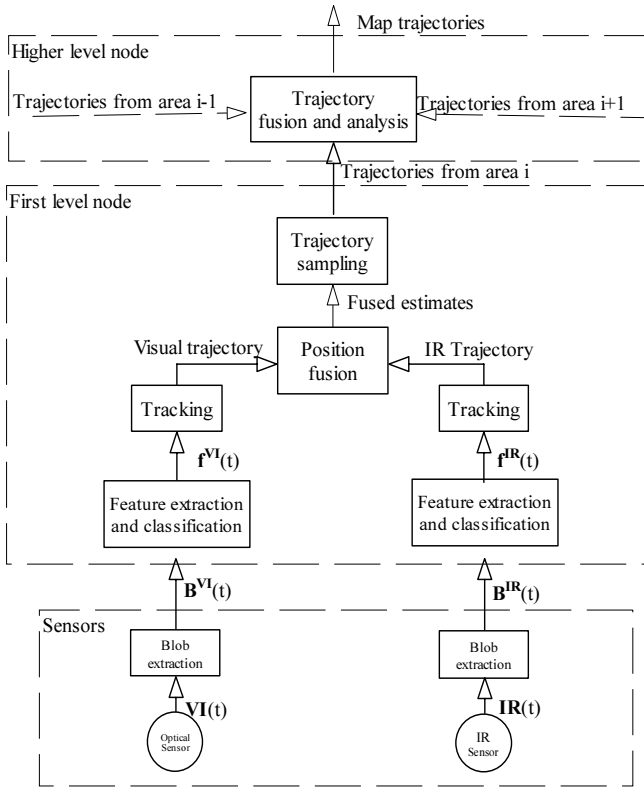 Map trajectories
Higher level node
Trajectories from area i-1
Trajectory
fusion and analysis
Trajectories from area i+1
Trajectories from area i
First level node
Trajectory
sampling
Fused estimates
Visual trajectory
Position
fusion
IR Trajectory
Tracking
Tracking
f^VI(t)
f^IR(t)
Feature extraction
and classification
Feature extraction
and classification
B^VI(t)
B^IR(t)
Sensors
Blob
extraction
Blob
extraction
VI(t)
IR(t)
Optical
Sensor
IR
Sensor